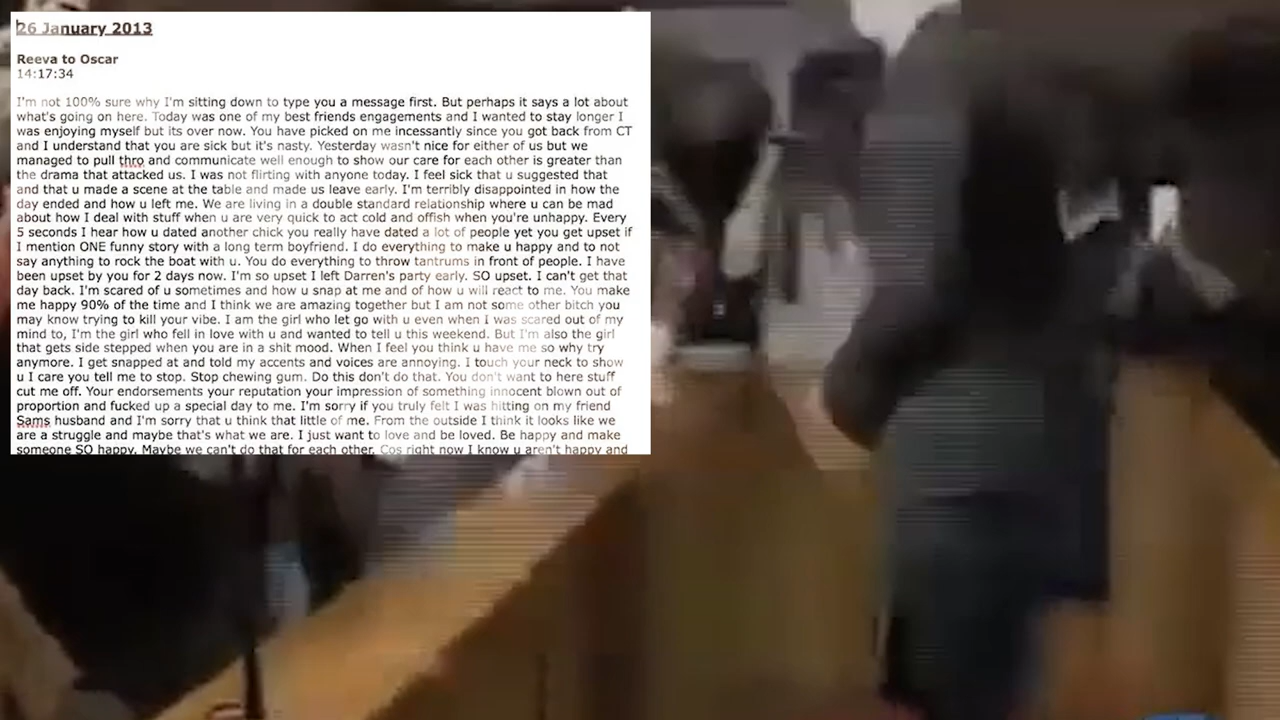 26 January 2013
Reeva to Oscar
14:17:34
I'm not 100% sure why I'm sitting down to type you a message first. But perhaps it says a lot about
what's going on here. Today was one of my best friends engagements and I wanted to stay longer I
was enjoying myself but its over now. You have picked on me incessantly since you got back from CT
and I understand that you are sick but it's nasty. Yesterday wasn't nice for either of us but we
managed to pull thro and communicate well enough to show our care for each other is greater than
the drama that attacked us. I was not flirting with anyone today. I feel sick that u suggested that
and that u made a scene at the table and made us leave early. I'm terribly disappointed in how the
day ended and how u left me. We are living in a double standard relationship where u can be mad
about how I deal with stuff when u are very quick to act cold and offish when you're unhappy. Every
5 seconds I hear how u dated another chick you really have dated a lot of people yet you get upset if
I mention ONE funny story with a long term boyfriend. I do everything to make u happy and to not
say anything to rock the boat with u. You do everything to throw tantrums in front of people. I have
been upset by you for 2 days now. I'm so upset I left Darren's party early. SO upset. I can't get that
day back. I'm scared of u sometimes and how u snap at me and of how u will react to me. You make
me happy 90% of the time and I think we are amazing together but I am not some other bitch you
may know trying to kill your vibe. I am the girl who let go with u even when I was scared out of my
mind to, I'm the girl who fell in love with u and wanted to tell u this weekend. But I'm also the girl
that gets side stepped when you are in a shit mood. When I feel you think u have me so why try
anymore. I get snapped at and told my accents and voices are annoying. I touch your neck to show
u I care you tell me to stop. Stop chewing gum. Do this don't do that. You don't want to here stuff
cut me off. Your endorsements your reputation your impression of something innocent blown out of
proportion and fucked up a special day to me. I'm sorry if you truly felt I was hitting on my friend
Sams husband and I'm sorry that u think that little of me. From the outside I think it looks like we
are a struggle and maybe that's what we are. I just want to love and be loved. Be happy and make
someone SO happy. Maybe we can't do that for each other. Cos right now I know u aren't happy and